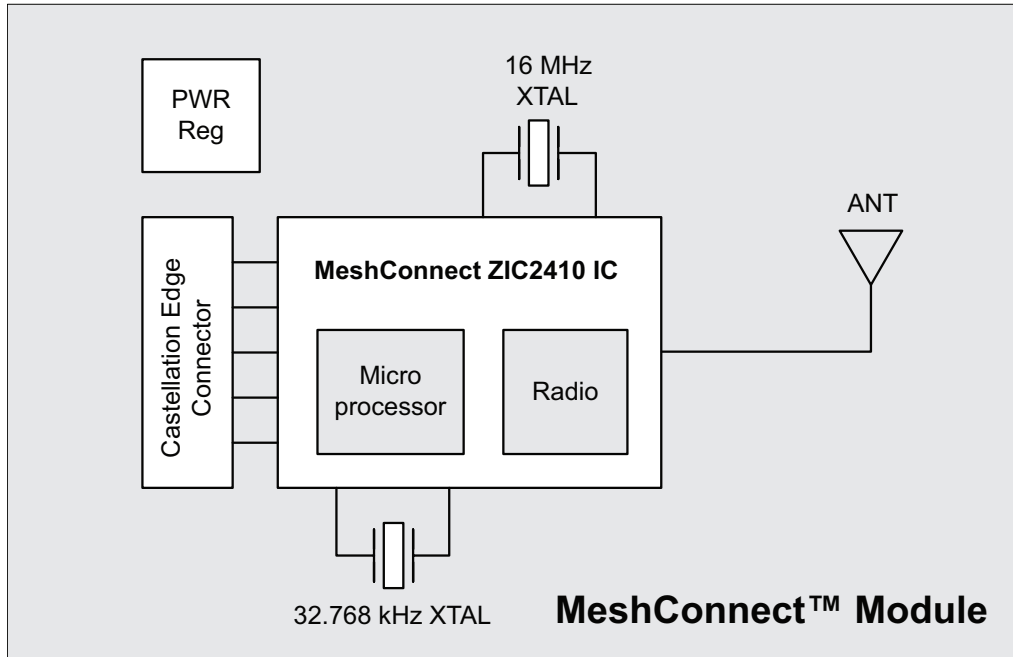 PWR
Reg
16 MHz
XTAL
ANT
MeshConnect ZIC2410 IC
Castellation Edge
Connector
Micro
processor
Radio
32.768 kHz XTAL
MeshConnect™ Module